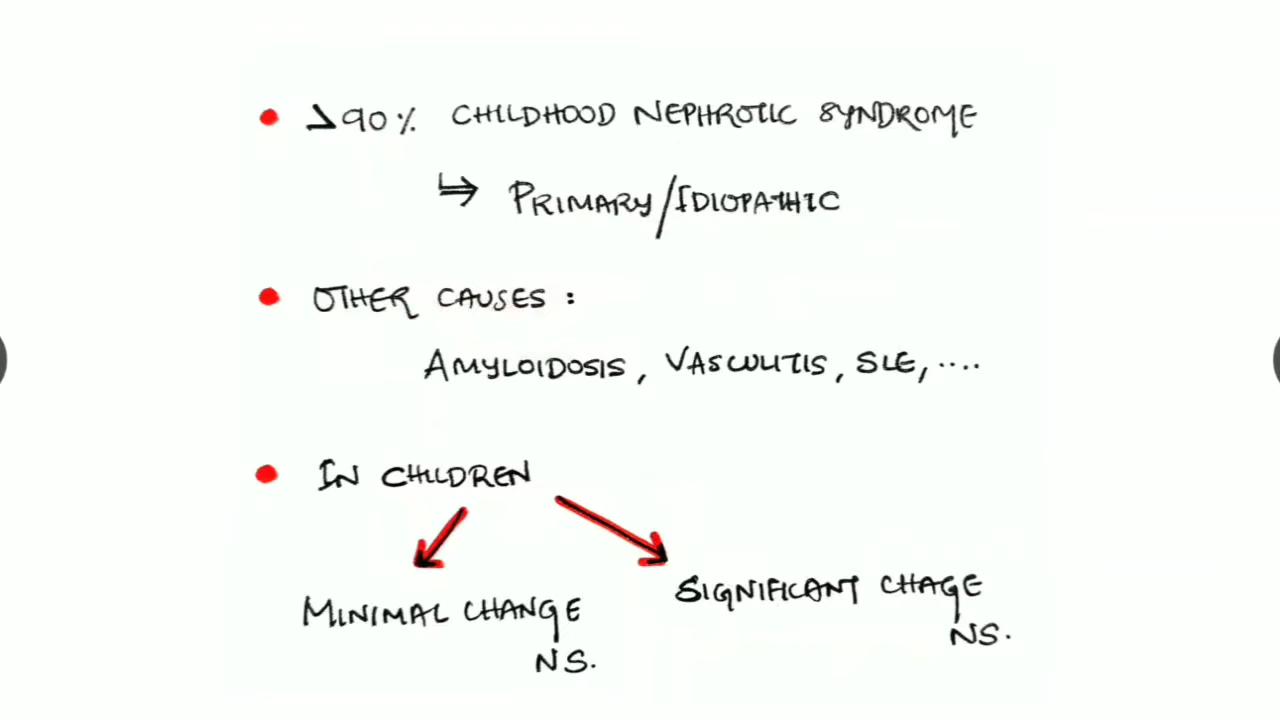 • >90% CHILDHOOD NEPHROTIC SYNDROME
↳ PRIMARY/IDIOPATHIC
• OTHER CAUSES :
AMYLOIDOSIS, VASCULITIS, SLE, ....
• IN CHILDREN
MINIMAL CHANGE
NS.
SIGNIFICANT CHAGE
NS.